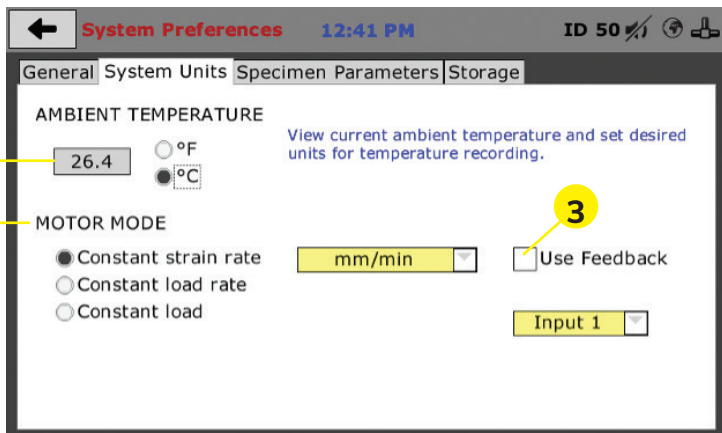 System Preferences 12:41 PM ID 50
General System Units Specimen Parameters Storage
AMBIENT TEMPERATURE
26.4
°F
°C
View current ambient temperature and set desired
units for temperature recording.
3
MOTOR MODE
Constant strain rate mm/min Use Feedback
Constant load rate
Constant load
Input 1